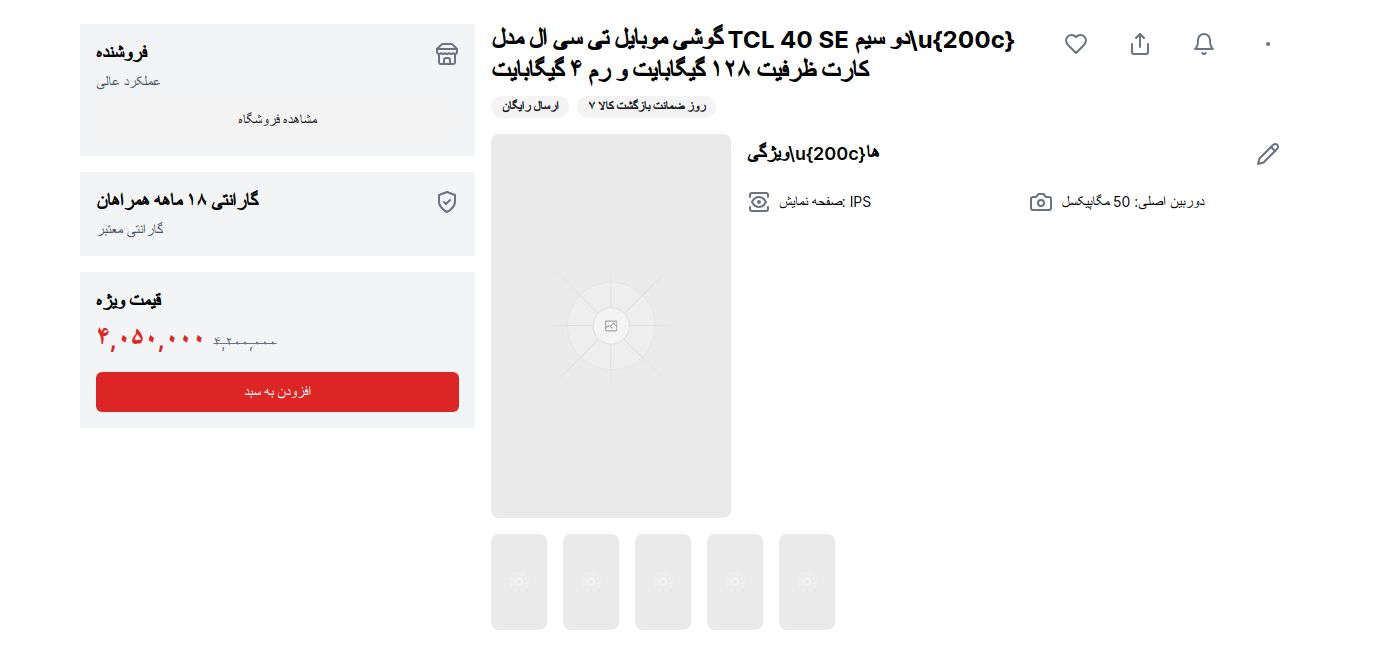 فروشنده
عملکرد عالی
مشاهده فروشگاه
گارانتی ۱۸ ماهه همراهان
گارانتی معتبر
قیمت ویژه
۴,۰۵۰,۰۰۰ ۴,۲۰۰,۰۰۰
افزودن به سبد
گوشی موبایل تی سی ال مدل TCL 40 SE دو سیم\u{200c}
کارت ظرفیت ۱۲۸ گیگابایت و رم ۴ گیگابایت
ارسال رایگان
۷ روز ضمانت بازگشت کالا
ویژگی\u{200c}ها
صفحه نمایش: IPS
دوربین اصلی: 50 مگاپیکسل